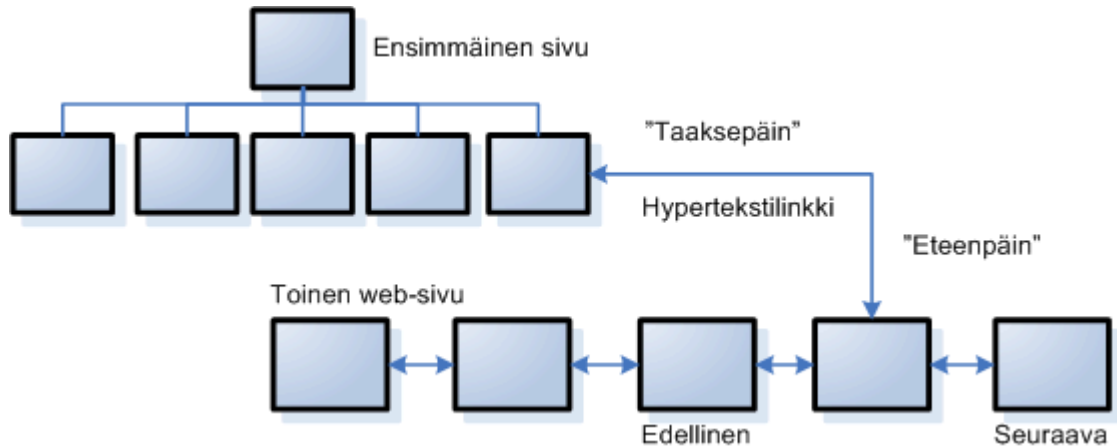 Ensimmäinen sivu
"Taaksepäin"
Hypertekstilinkki
"Eteenpäin"
Toinen web-sivu
Edellinen
Seuraava